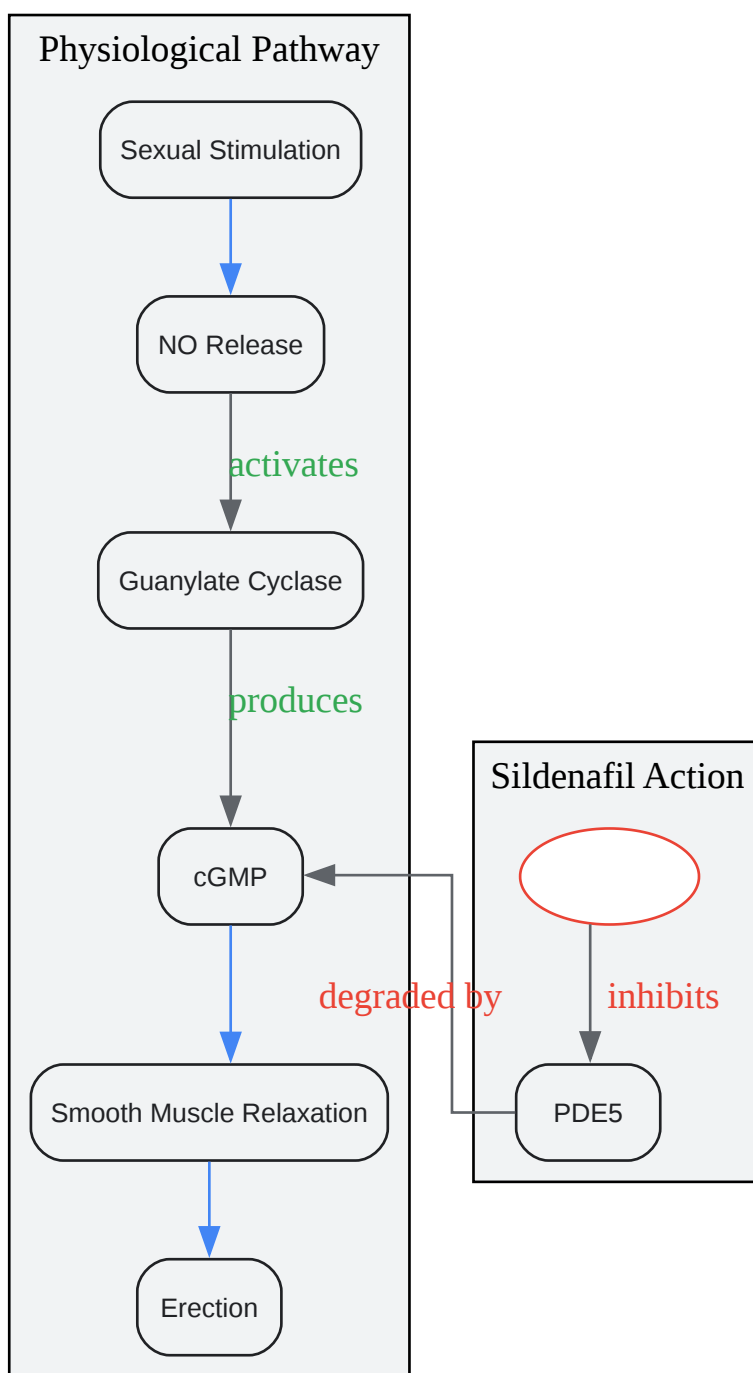 Physiological Pathway
Sexual Stimulation
NO Release
activates
Guanylate Cyclase
produces
cGMP
Smooth Muscle Relaxation
Erection
Sildenafil Action
degraded by
inhibits
PDE5